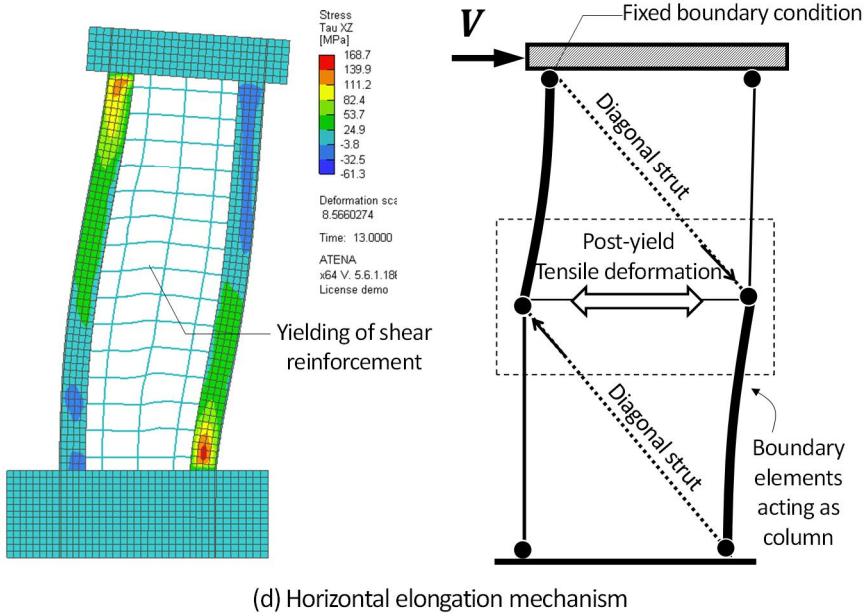 Stress
Tau XZ
[MPa]
168.7
139.9
111.2
82.4
53.7
24.9
-3.8
-32.5
-61.3
Deformation sca
8.5660274
Time: 13.0000
ATENA
x64 V. 5.6.1.186
License demo
Yielding of shear
reinforcement
V
Fixed boundary condition
Diagonal strut
Post-yield
Tensile deformation
Diagonal strut
Boundary
elements
acting as
column
(d) Horizontal elongation mechanism